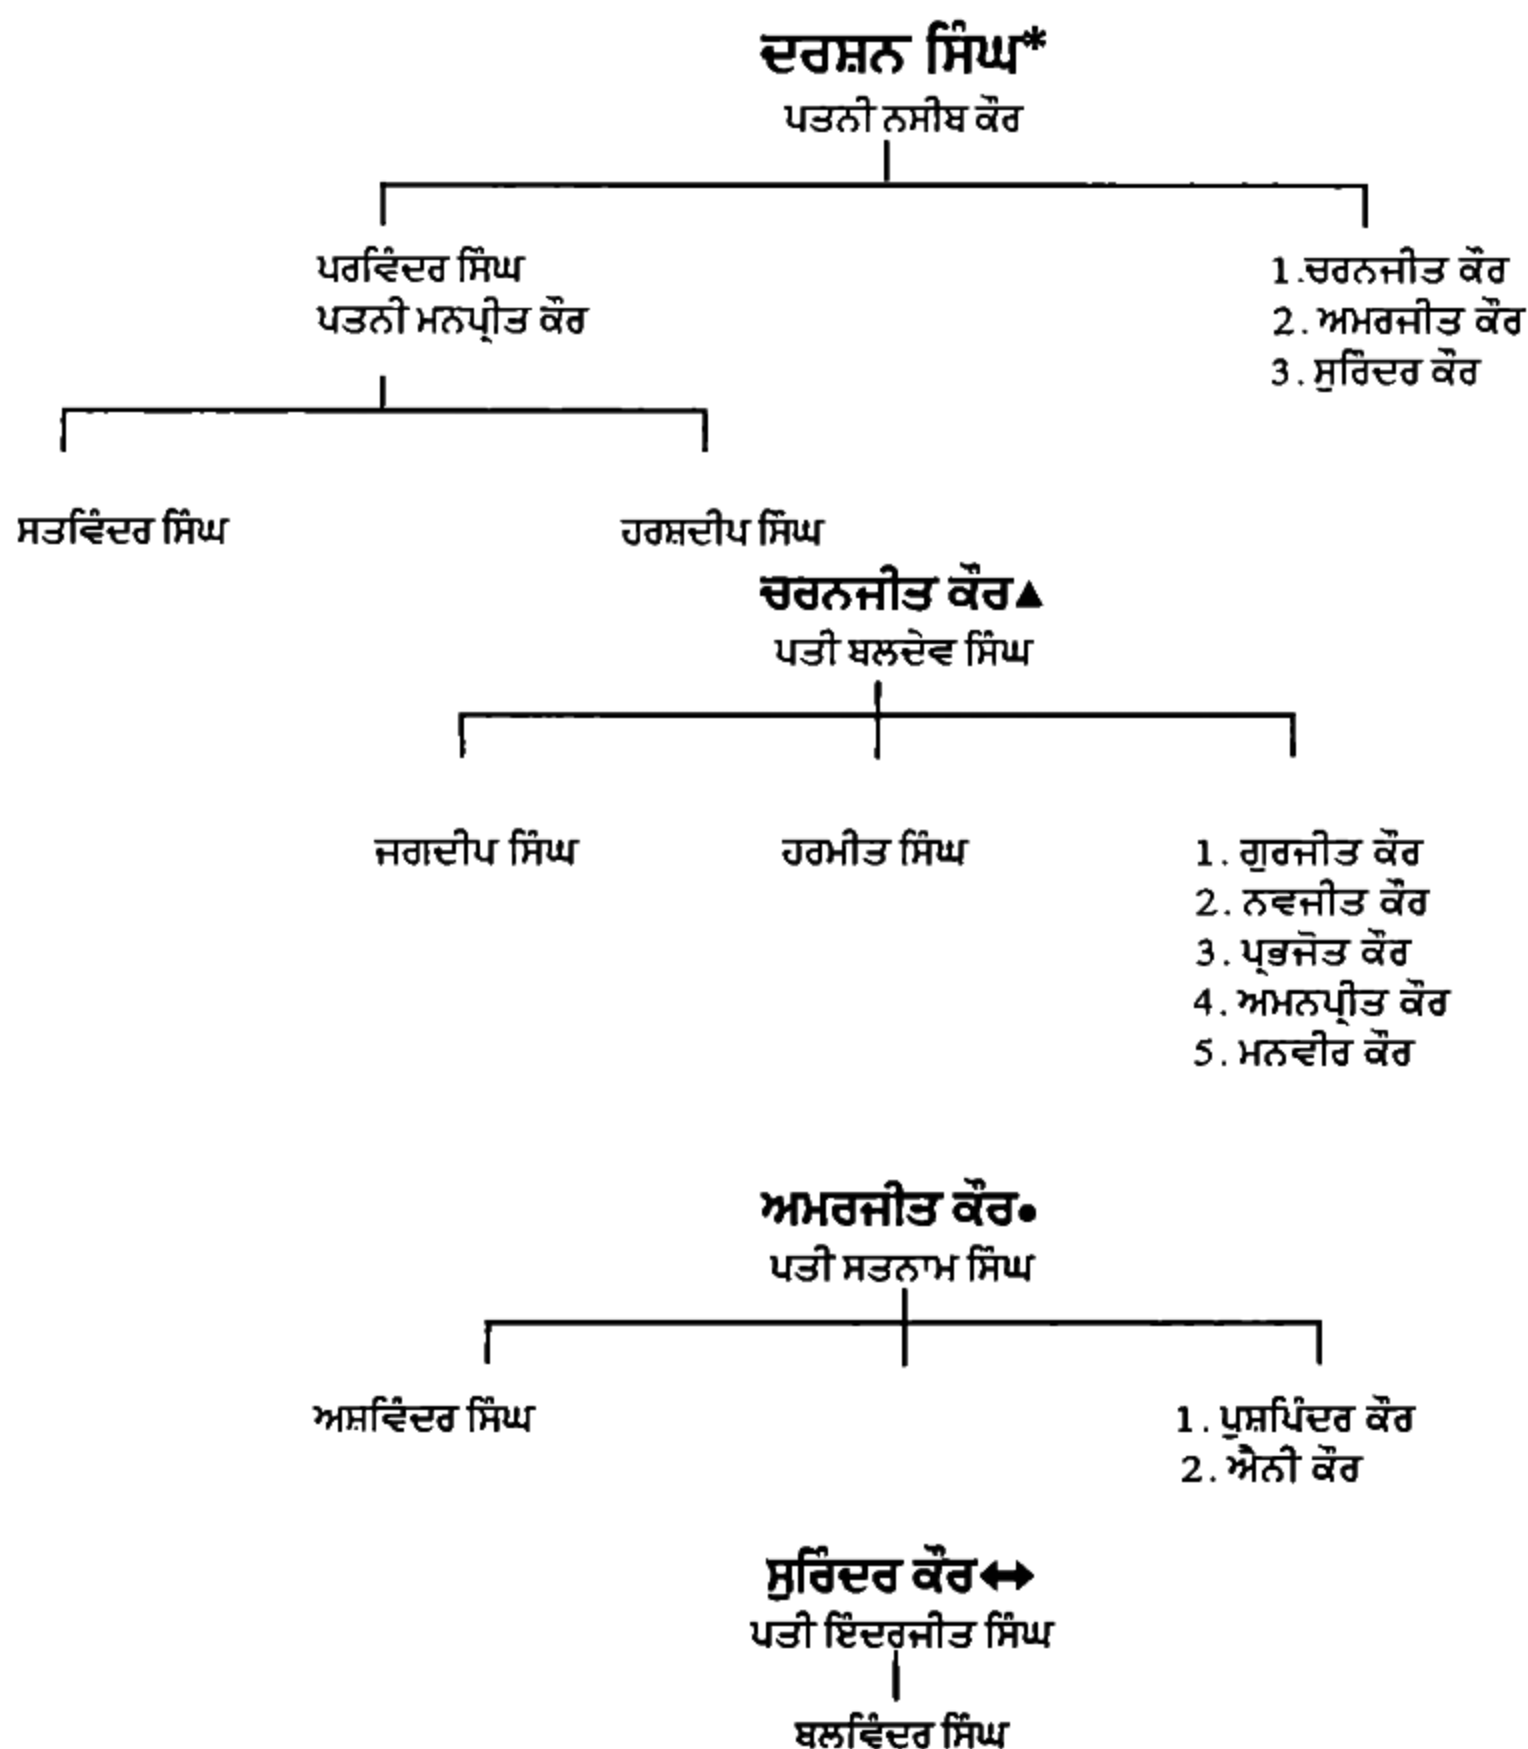 ਦਰਸ਼ਨ ਸਿੰਘ*
ਪਤਨੀ ਨਸੀਬ ਕੌਰ
ਪਰਵਿੰਦਰ ਸਿੰਘ
ਪਤਨੀ ਮਨਪ੍ਰੀਤ ਕੌਰ
1.ਚਰਨਜੀਤ ਕੌਰ
2. ਅਮਰਜੀਤ ਕੌਰ
3. ਸੁਰਿੰਦਰ ਕੌਰ
ਸਤਵਿੰਦਰ ਸਿੰਘ
ਹਰਸ਼ਦੀਪ ਸਿੰਘ
ਚਰਨਜੀਤ ਕੌਰ▲
ਪਤੀ ਬਲਦੇਵ ਸਿੰਘ
ਜਗਦੀਪ ਸਿੰਘ
ਹਰਮੀਤ ਸਿੰਘ
1. ਗੁਰਜੀਤ ਕੌਰ
2. ਨਵਜੀਤ ਕੌਰ
3. ਪ੍ਰਭਜੋਤ ਕੌਰ
4. ਅਮਨਪ੍ਰੀਤ ਕੌਰ
5. ਮਨਵੀਰ ਕੌਰ
ਅਮਰਜੀਤ ਕੌਰ●
ਪਤੀ ਸਤਨਾਮ ਸਿੰਘ
ਅਸ਼ਵਿੰਦਰ ਸਿੰਘ
1. ਪੁਸ਼ਪਿੰਦਰ ਕੌਰ
2. ਐਨੀ ਕੌਰ
ਸੁਰਿੰਦਰ ਕੌਰ↔
ਪਤੀ ਇੰਦਰਜੀਤ ਸਿੰਘ
ਬਲਵਿੰਦਰ ਸਿੰਘ